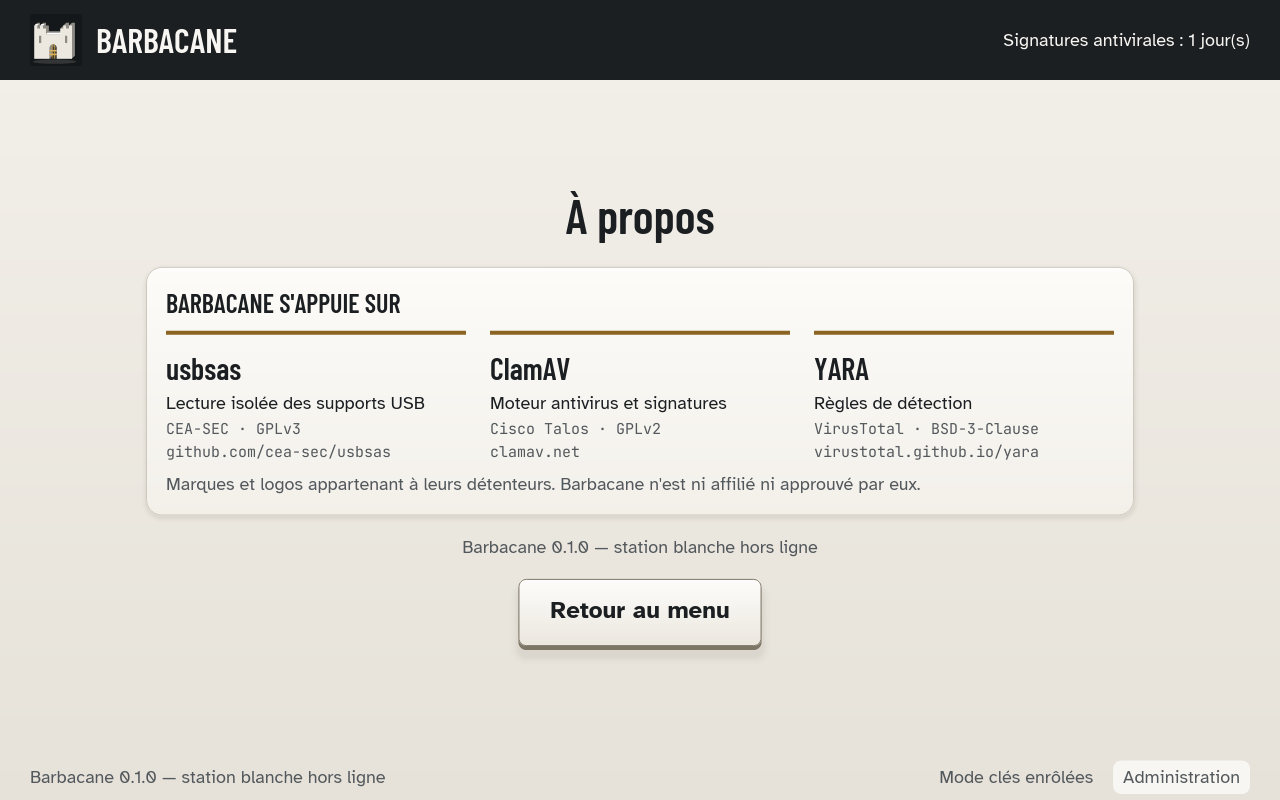 BARBACANE
Signatures antivirales : 1 jour(s)
À propos
BARBACANE S'APPUIE SUR
usbsas
Lecture isolée des supports USB
CEA-SEC · GPLv3
github.com/cea-sec/usbsas
ClamAV
Moteur antivirus et signatures
Cisco Talos · GPLv2
clamav.net
YARA
Règles de détection
VirusTotal · BSD-3-Clause
virustotal.github.io/yara
Marques et logos appartenant à leurs détenteurs. Barbacane n'est ni affilié ni approuvé par eux.
Barbacane 0.1.0 — station blanche hors ligne
Retour au menu
Barbacane 0.1.0 — station blanche hors ligne
Mode clés enrôlées
Administration